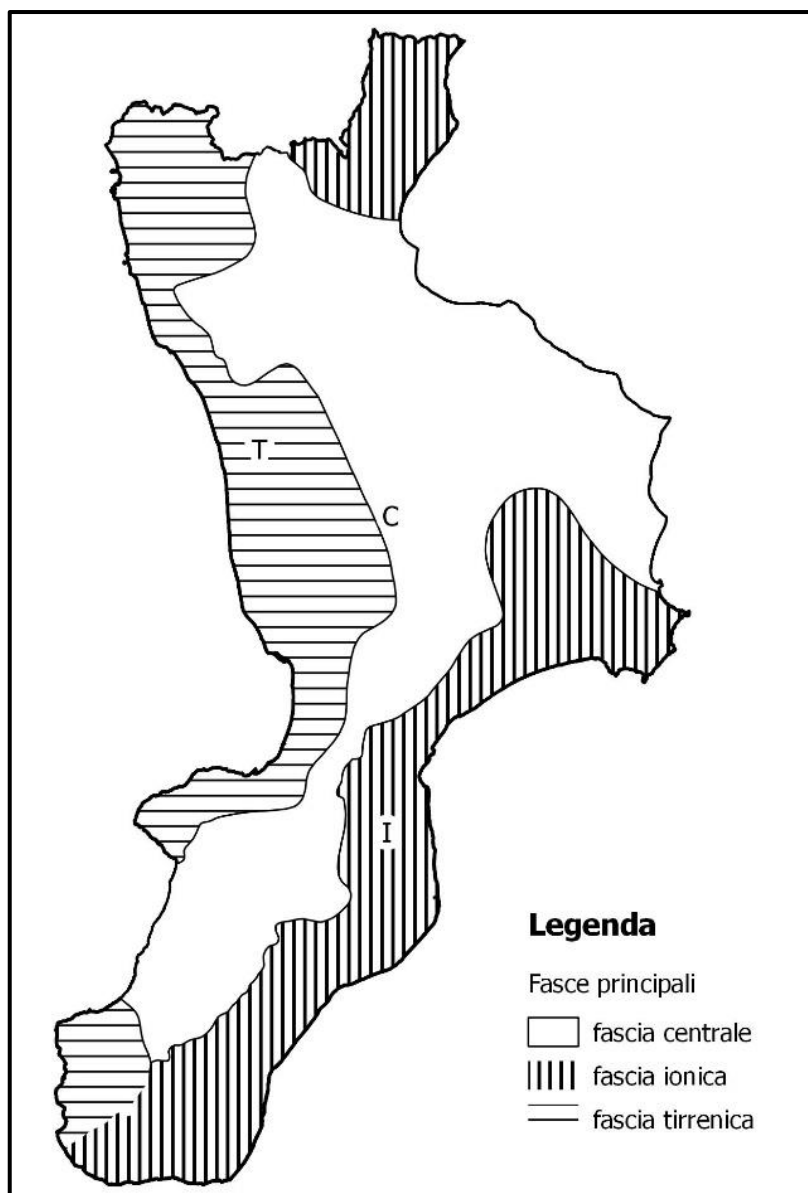 T
C
I
Legenda
Fasce principali
fascia centrale
fascia ionica
fascia tirrenica